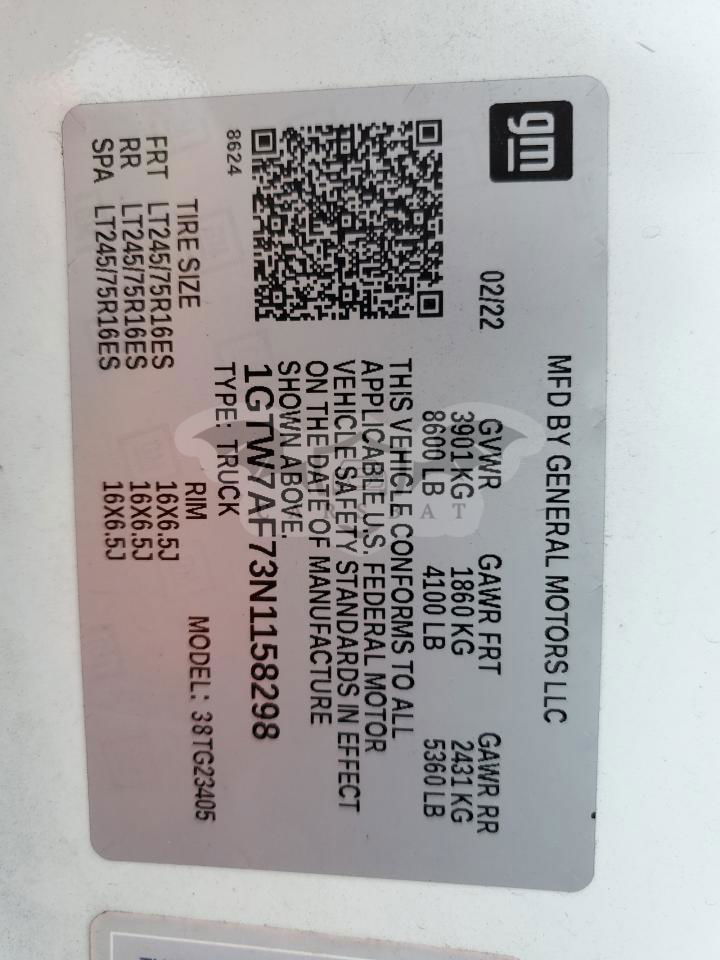 gm
MFD BY GENERAL MOTORS LLC
02/22
GVWR GAWR FRT GAWR RR
3901 KG 1860 KG 2431 KG
8600 LB 4100 LB 5360 LB
THIS VEHICLE CONFORMS TO ALL
APPLICABLE U.S. FEDERAL MOTOR
VEHICLE SAFETY STANDARDS IN EFFECT
ON THE DATE OF MANUFACTURE
SHOWN ABOVE.
1GTW7AF73N1158298
8624
TYPE: TRUCK MODEL: 38TG23405
TIRE SIZE RIM
FRT LT245/75R16ES 16X6.5J
RR LT245/75R16ES 16X6.5J
SPA LT245/75R16ES 16X6.5J